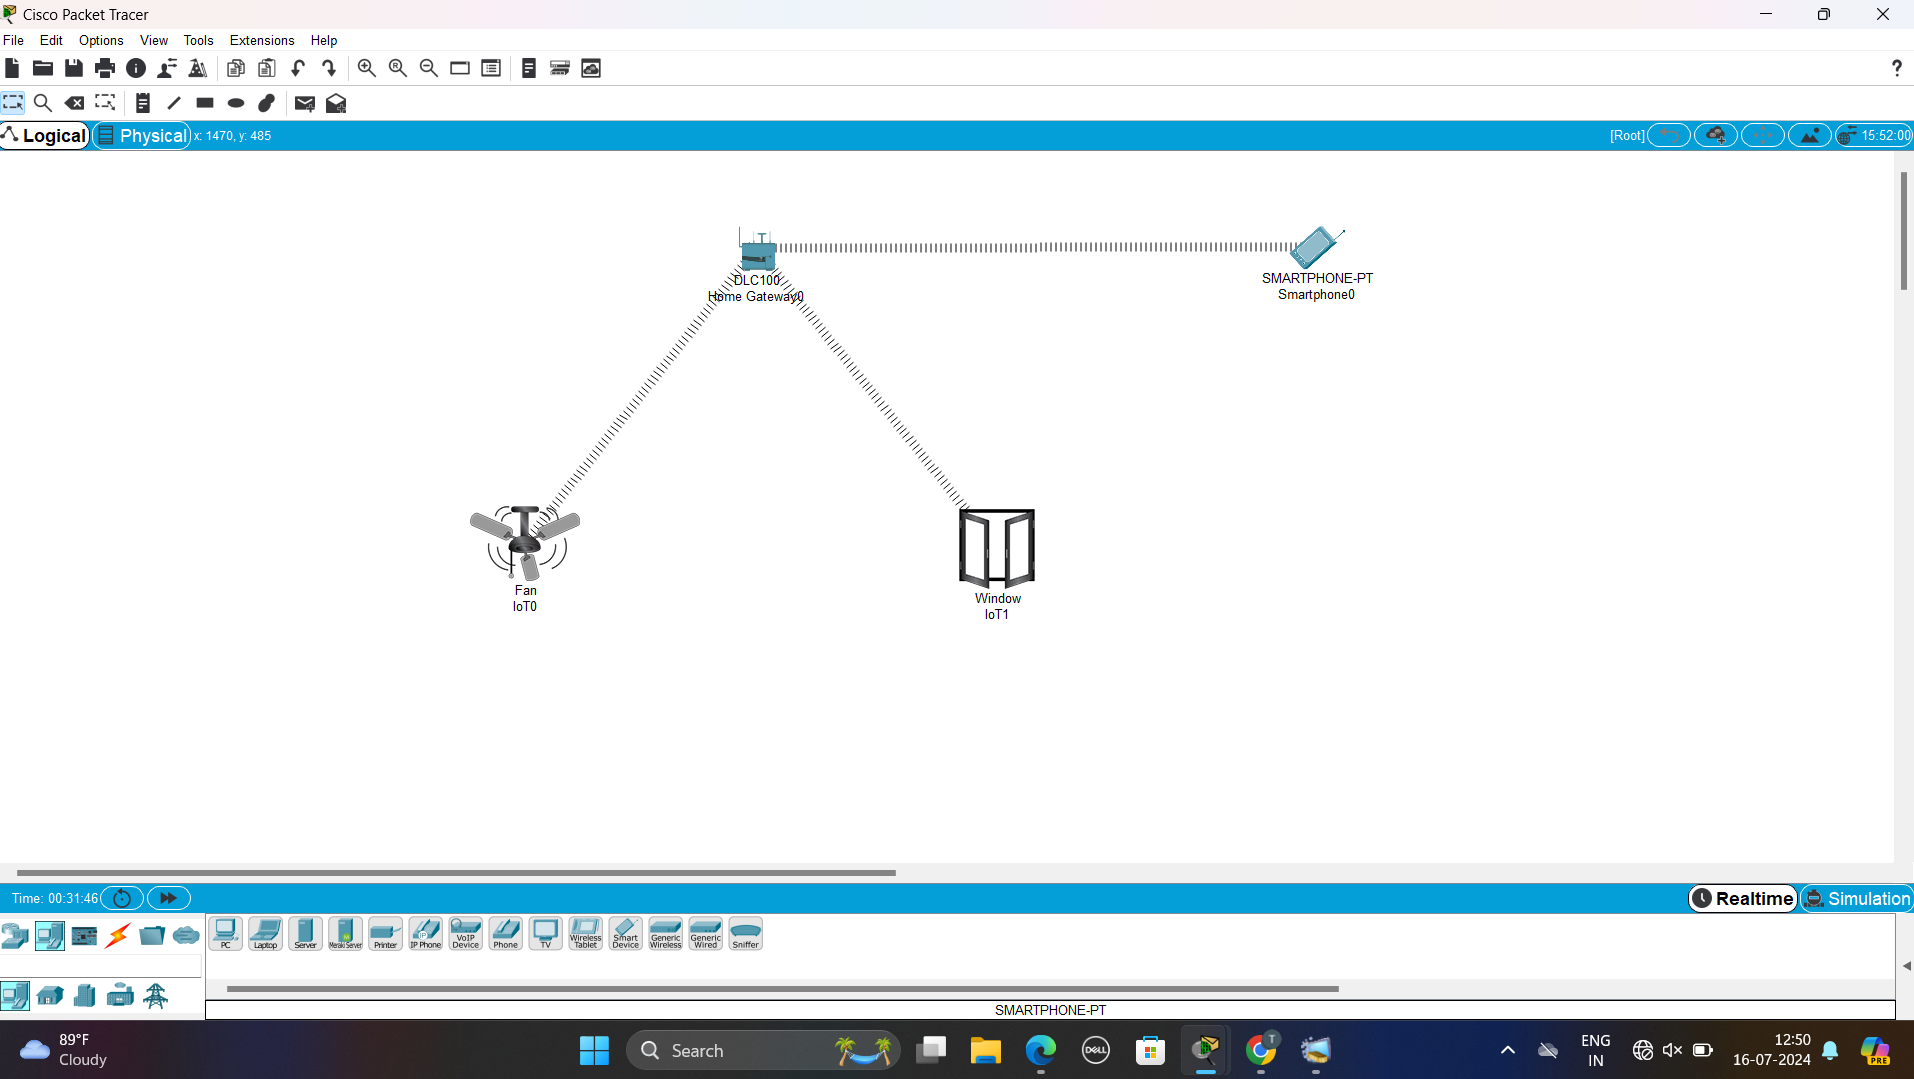 Cisco Packet Tracer
File Edit Options View Tools Extensions Help
Logical Physical x: 1470, y: 485 [Root] 15:52:00
DLC100
Home Gateway0
SMARTPHONE-PT
Smartphone0
Fan
IoT0
Window
IoT1
Time: 00:31:46 Realtime Simulation
PC Laptop Server Meraki Server Printer IP Phone VoIP Device Phone TV Wireless Tablet Smart Device Generic Wireless Generic Wired Sniffer
SMARTPHONE-PT
89°F
Cloudy
Search
DELL
T
ENG
IN
12:50
16-07-2024
PRE